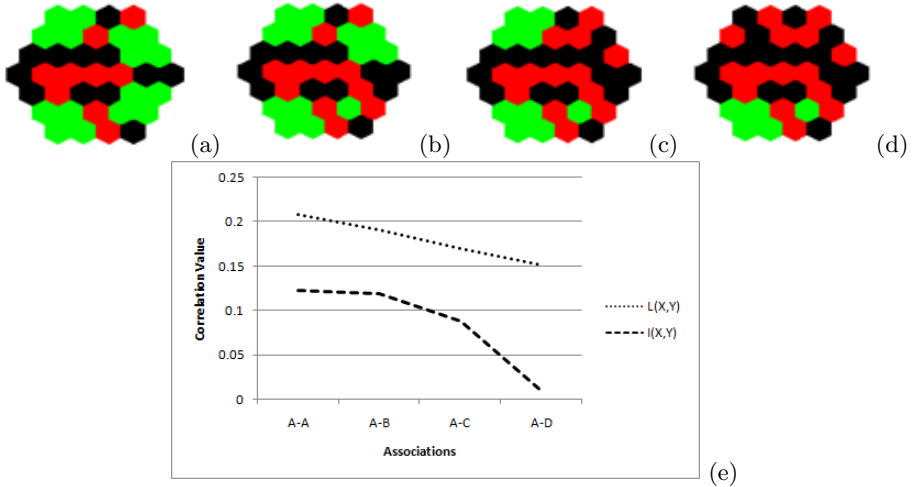 (a) (b) (c) (d)
0.25
0.2
0.15
0.1
0.05
0
Correlation Value
A-A A-B A-C A-D
Associations
L(X,Y)
I(X,Y)
(e)